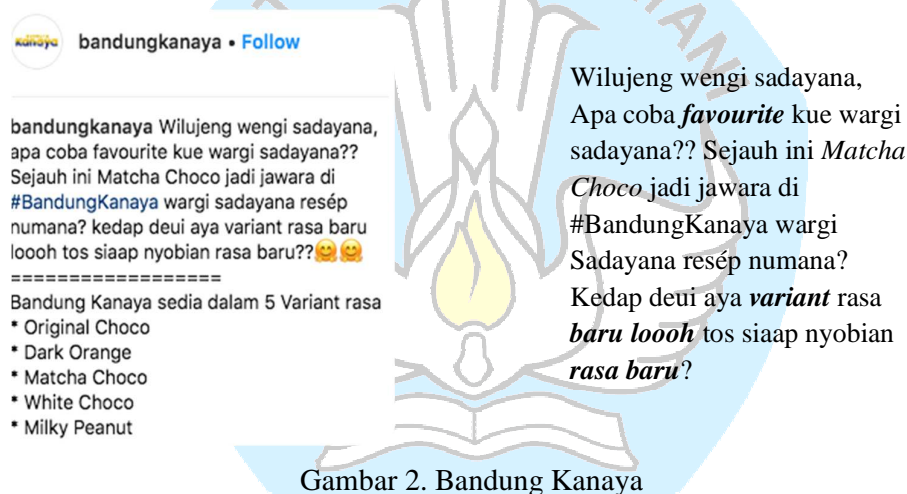 bandungkanaya • Follow
bandungkanaya Wilujeng wengi sadayana,
apa coba favourite kue wargi sadayana??
Sejauh ini Matcha Choco jadi jawara di
#BandungKanaya wargi sadayana resép
numana? kedap deui aya variant rasa baru
loooh tos siaap nyobian rasa baru??🤗🤗
===================
Bandung Kanaya sedia dalam 5 Variant rasa
* Original Choco
* Dark Orange
* Matcha Choco
* White Choco
* Milky Peanut
Wilujeng wengi sadayana,
Apa coba favourite kue wargi
sadayana?? Sejauh ini Matcha
Choco jadi jawara di
#BandungKanaya wargi
Sadayana resép numana?
Kedap deui aya variant rasa
baru loooh tos siaap nyobian
rasa baru?
Gambar 2. Bandung Kanaya